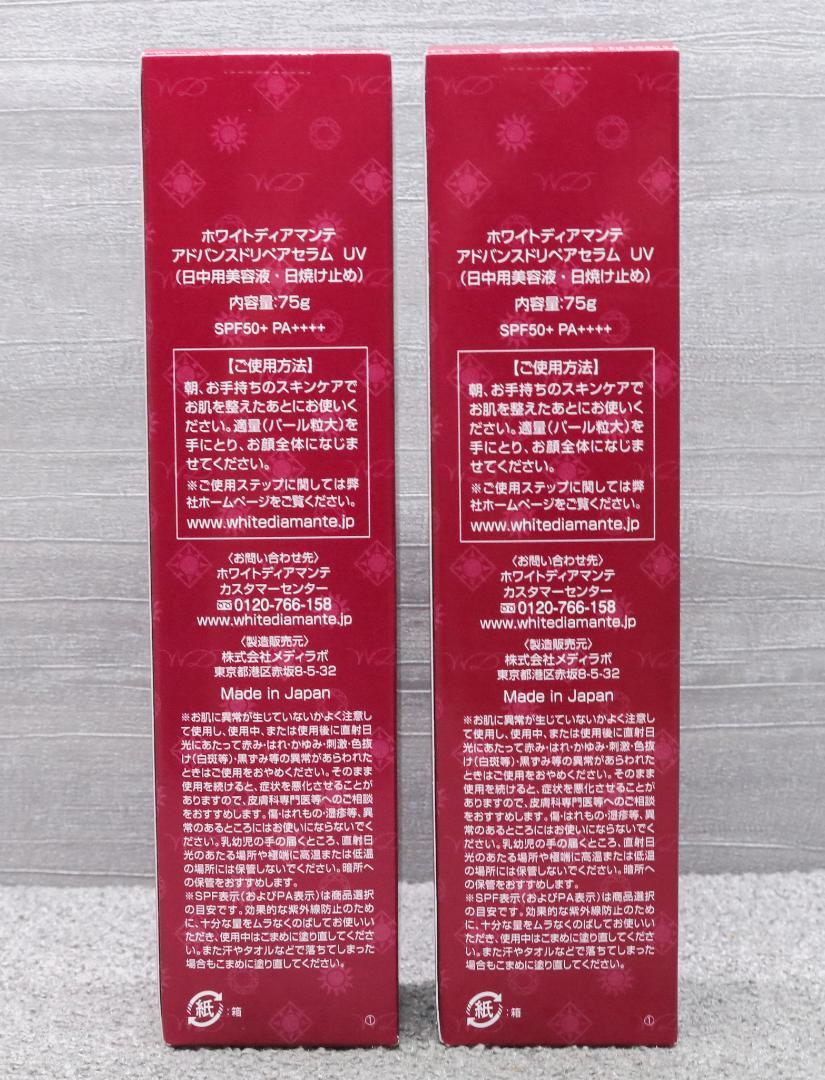 ホワイトディアマンテ
アドバンスドリペアセラム UV
(日中用美容液・日焼け止め)
内容量:75g
SPF50+ PA++++
【ご使用方法】
朝、お手持ちのスキンケアで
お肌を整えたあとにお使いく
ださい。適量(パール粒大)を
手にとり、お顔全体になじま
せてください。
※ご使用ステップに関しては弊
社ホームページをご覧ください。
www.whitediamante.jp
〈お問い合わせ先〉
ホワイトディアマンテ
カスタマーセンター
0120-766-158
www.whitediamante.jp
〈製造販売元〉
株式会社メディラボ
東京都港区赤坂8-5-32
Made in Japan
※お肌に異常が生じていないかよく注意し
て使用し、使用中、または使用後に直射日
光にあたって赤み・はれ・かゆみ・刺激・色抜
け(白斑等)・黒ずみ等の異常があらわれた
ときはご使用をおやめください。そのまま
使用を続けると、症状を悪化させることが
ありますので、皮膚科専門医等へのご相談
をおすすめします。傷・はれもの・湿疹等、異
常のあるところにはお使いにならないでく
ださい。乳幼児の手の届くところ、直射日
光のあたる場所や極端に高温または低温
の場所には保管しないでください。暗所へ
の保管をおすすめします。
※SPF表示(およびPA表示)は商品選択
の目安です。効果的な紫外線防止のため
に、十分な量をムラなくのばしてお使いい
ただき、使用中はこまめに塗り直してくださ
い。また汗やタオルなどで落ちてしまった
場合もこまめに塗り直してください。
紙:箱
①
ホワイトディアマンテ
アドバンスドリペアセラム UV
(日中用美容液・日焼け止め)
内容量:75g
SPF50+ PA++++
【ご使用方法】
朝、お手持ちのスキンケアで
お肌を整えたあとにお使いく
ださい。適量(パール粒大)を
手にとり、お顔全体になじま
せてください。
※ご使用ステップに関しては弊
社ホームページをご覧ください。
www.whitediamante.jp
〈お問い合わせ先〉
ホワイトディアマンテ
カスタマーセンター
0120-766-158
www.whitediamante.jp
〈製造販売元〉
株式会社メディラボ
東京都港区赤坂8-5-32
Made in Japan
※お肌に異常が生じていないかよく注意し
て使用し、使用中、または使用後に直射日
光にあたって赤み・はれ・かゆみ・刺激・色抜
け(白斑等)・黒ずみ等の異常があらわれた
ときはご使用をおやめください。そのまま
使用を続けると、症状を悪化させることが
ありますので、皮膚科専門医等へのご相談
をおすすめします。傷・はれもの・湿疹等、異
常のあるところにはお使いにならないでく
ださい。乳幼児の手の届くところ、直射日
光のあたる場所や極端に高温または低温
の場所には保管しないでください。暗所へ
の保管をおすすめします。
※SPF表示(およびPA表示)は商品選択
の目安です。効果的な紫外線防止のため
に、十分な量をムラなくのばしてお使いい
ただき、使用中はこまめに塗り直してくださ
い。また汗やタオルなどで落ちてしまった
場合もこまめに塗り直してください。
紙:箱
①